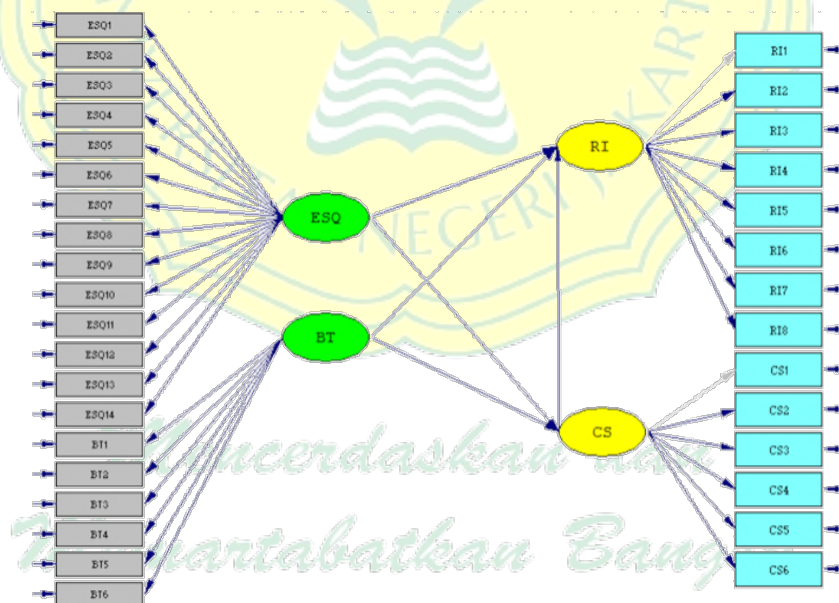 ESQ1
ESQ2
ESQ3
ESQ4
ESQ5
ESQ6
ESQ7
ESQ8
ESQ9
ESQ10
ESQ11
ESQ12
ESQ13
ESQ14
BT1
BT2
BT3
BT4
BT5
BT6
ESQ
BT
RI
CS
RI1
RI2
RI3
RI4
RI5
RI6
RI7
RI8
CS1
CS2
CS3
CS4
CS5
CS6
NEGERI
Mencerdaskan dan